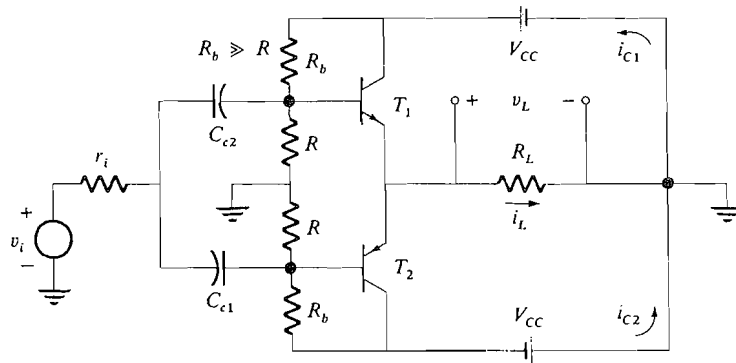 R_b ≫ R
R_b
V_CC
i_C1
C_c2
T_1
+ v_L −
R
R_L
r_i
i_L
+
v_i
−
R
T_2
C_c1
R_b
V_CC
i_C2